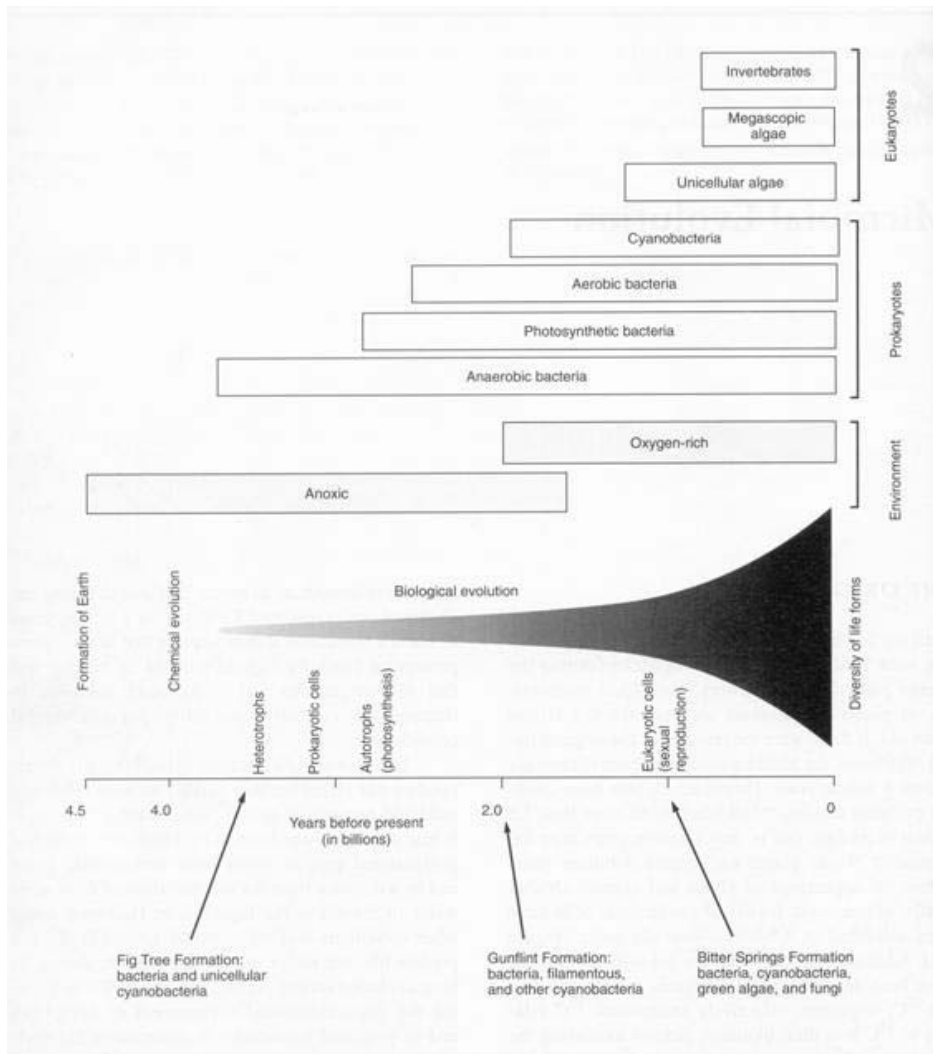 Invertebrates
Megascopic
algae
Unicellular algae
Eukaryotes
Cyanobacteria
Aerobic bacteria
Photosynthetic bacteria
Anaerobic bacteria
Prokaryotes
Oxygen-rich
Anoxic
Environment
Formation of Earth
Chemical evolution
Biological evolution
Heterotrophs
Prokaryotic cells
Autotrophs
(photosynthesis)
Eukaryotic cells
(sexual
reproduction)
Diversity of life forms
4.5
4.0
2.0
0
Years before present
(in billions)
Fig Tree Formation:
bacteria and unicellular
cyanobacteria
Gunflint Formation:
bacteria, filamentous,
and other cyanobacteria
Bitter Springs Formation
bacteria, cyanobacteria,
green algae, and fungi